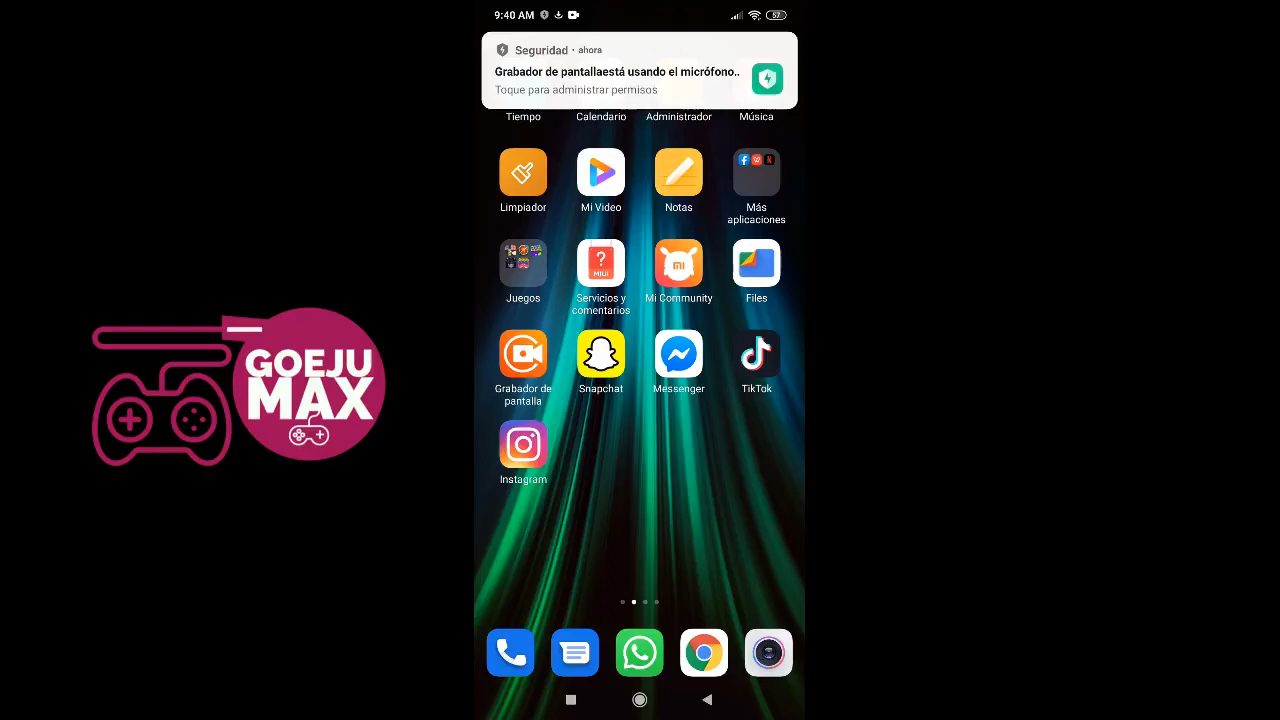 9:40 AM
57
Seguridad • ahora
Grabador de pantallaestá usando el micrófono..
Toque para administrar permisos
Tiempo
Calendario
Administrador
Música
Limpiador
Mi Video
Notas
Más
aplicaciones
MIUI
Juegos
Servicios y
comentarios
Mi Community
Files
Grabador de
pantalla
Snapchat
Messenger
TikTok
Instagram
GOEJU
MAX